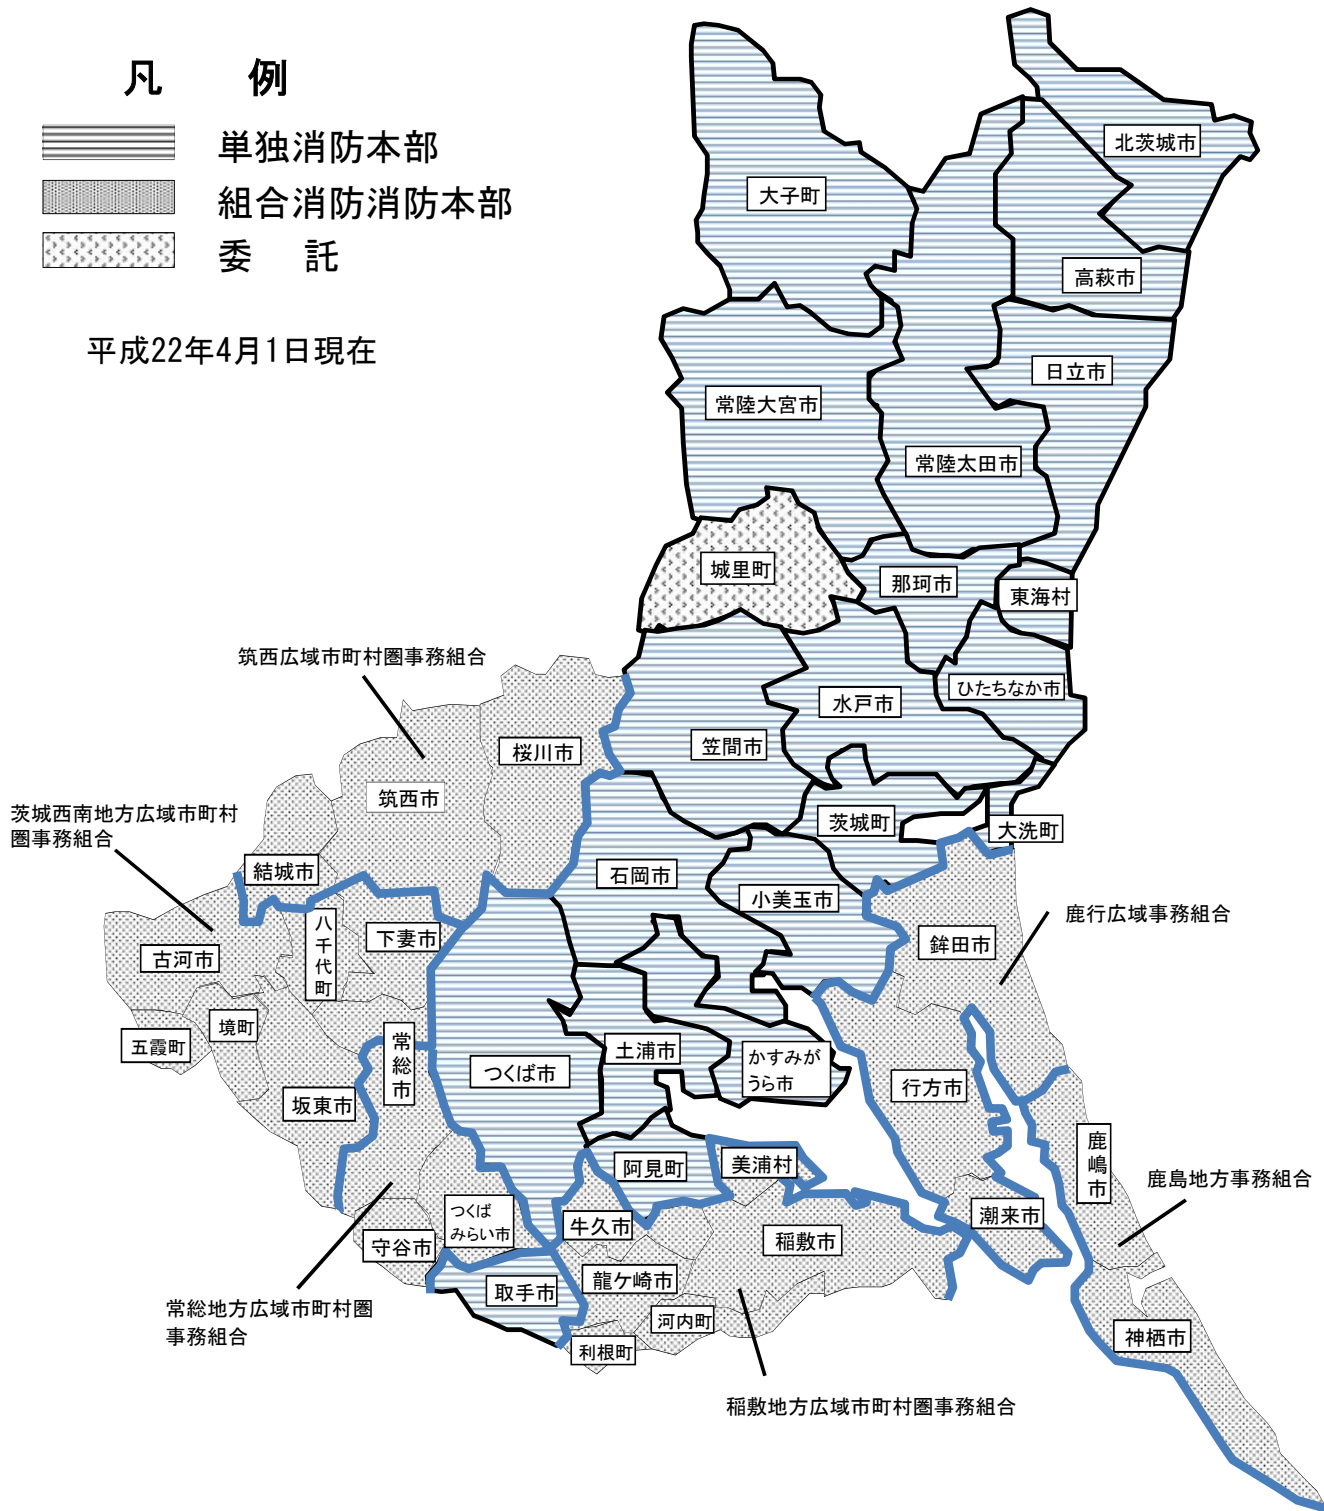 凡　例
単独消防本部
組合消防消防本部
委　託
平成22年4月1日現在
北茨城市
大子町
高萩市
日立市
常陸大宮市
常陸太田市
城里町
那珂市
東海村
筑西広域市町村圏事務組合
ひたちなか市
水戸市
笠間市
桜川市
筑西市
茨城西南地方広域市町村
圏事務組合
茨城町
大洗町
結城市
石岡市
小美玉市
鹿行広域事務組合
八千代町
下妻市
鉾田市
古河市
境町
五霞町
常総市
土浦市
かすみが
うら市
つくば市
行方市
坂東市
鹿嶋市
美浦村
阿見町
鹿島地方事務組合
つくば
みらい市
牛久市
潮来市
守谷市
稲敷市
龍ケ崎市
取手市
常総地方広域市町村圏
事務組合
河内町
神栖市
利根町
稲敷地方広域市町村圏事務組合